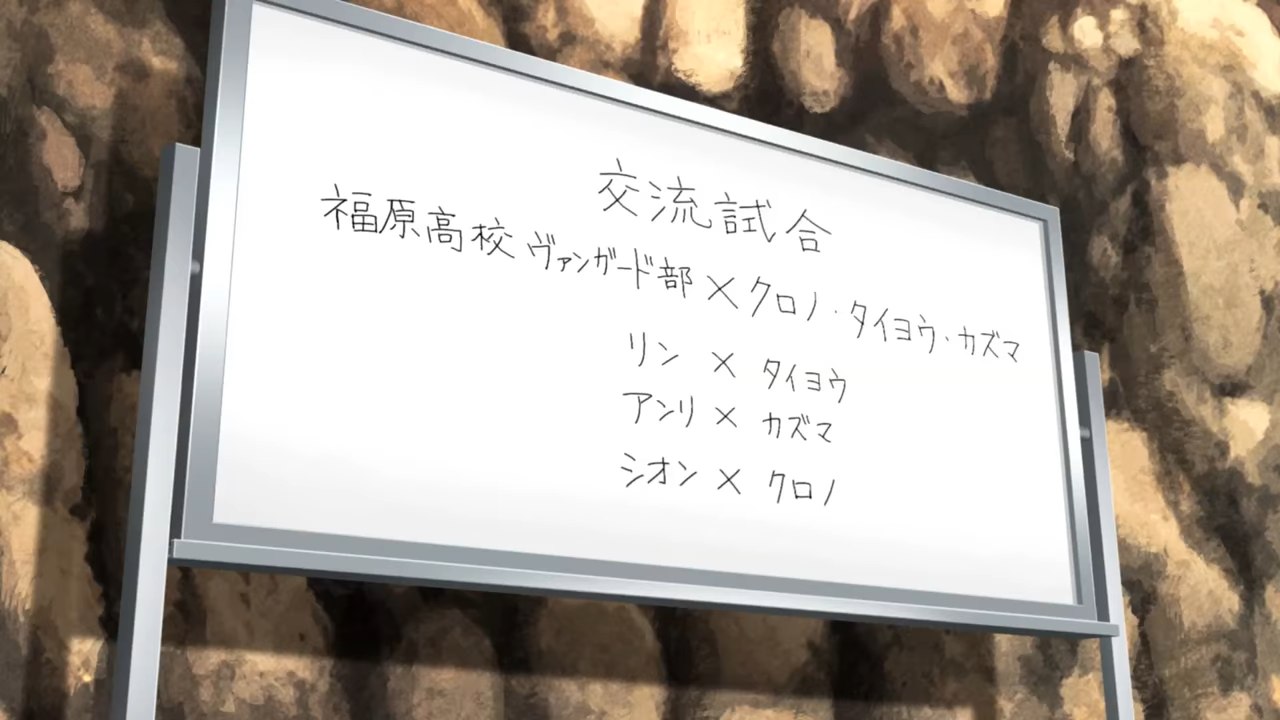 交流試合
福原高校 ヴァンガード部 × クロノ・タイヨウ・カズマ
リン × タイヨウ
アンリ × カズマ
シオン × クロノ